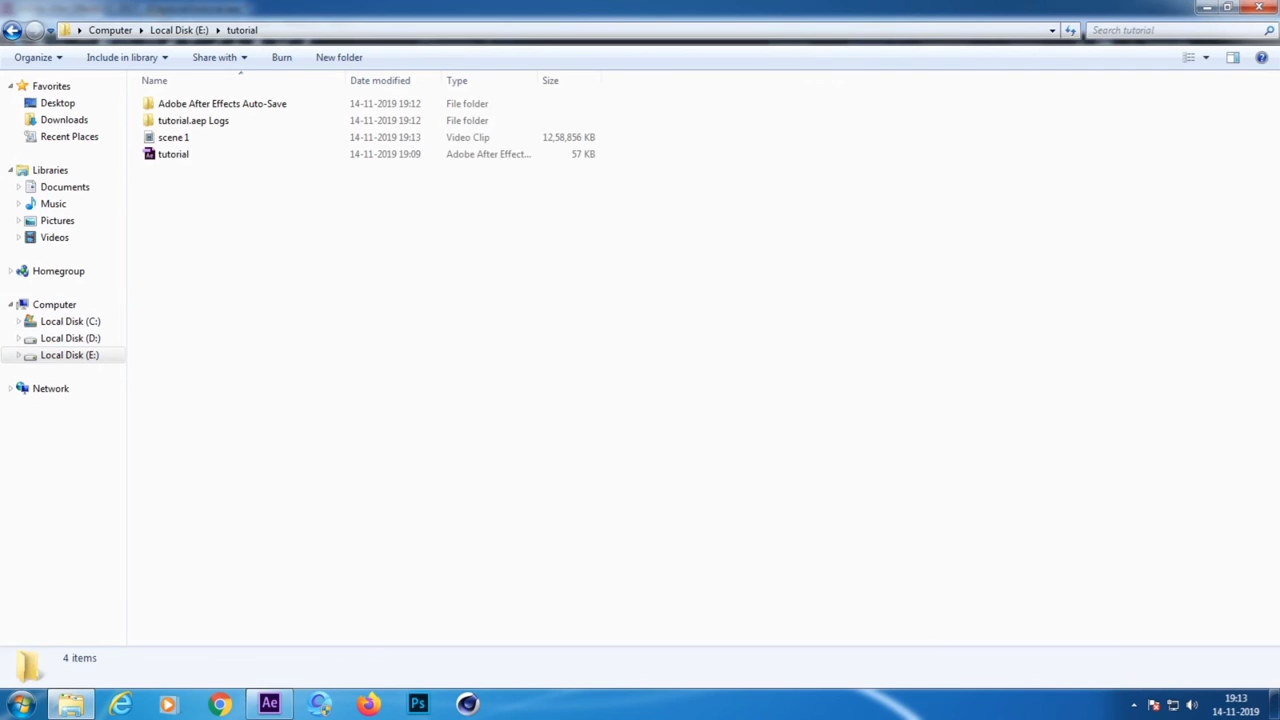 Computer Local Disk (E:) tutorial Search tutorial
Organize Include in library Share with Burn New folder
Name Date modified Type Size
Adobe After Effects Auto-Save 14-11-2019 19:12 File folder
tutorial.aep Logs 14-11-2019 19:12 File folder
scene 1 14-11-2019 19:13 Video Clip 12,58,856 KB
tutorial 14-11-2019 19:09 Adobe After Effect... 57 KB
Favorites
Desktop
Downloads
Recent Places
Libraries
Documents
Music
Pictures
Videos
Homegroup
Computer
Local Disk (C:)
Local Disk (D:)
Local Disk (E:)
Network
4 items
Ae
Ps
19:13
14-11-2019